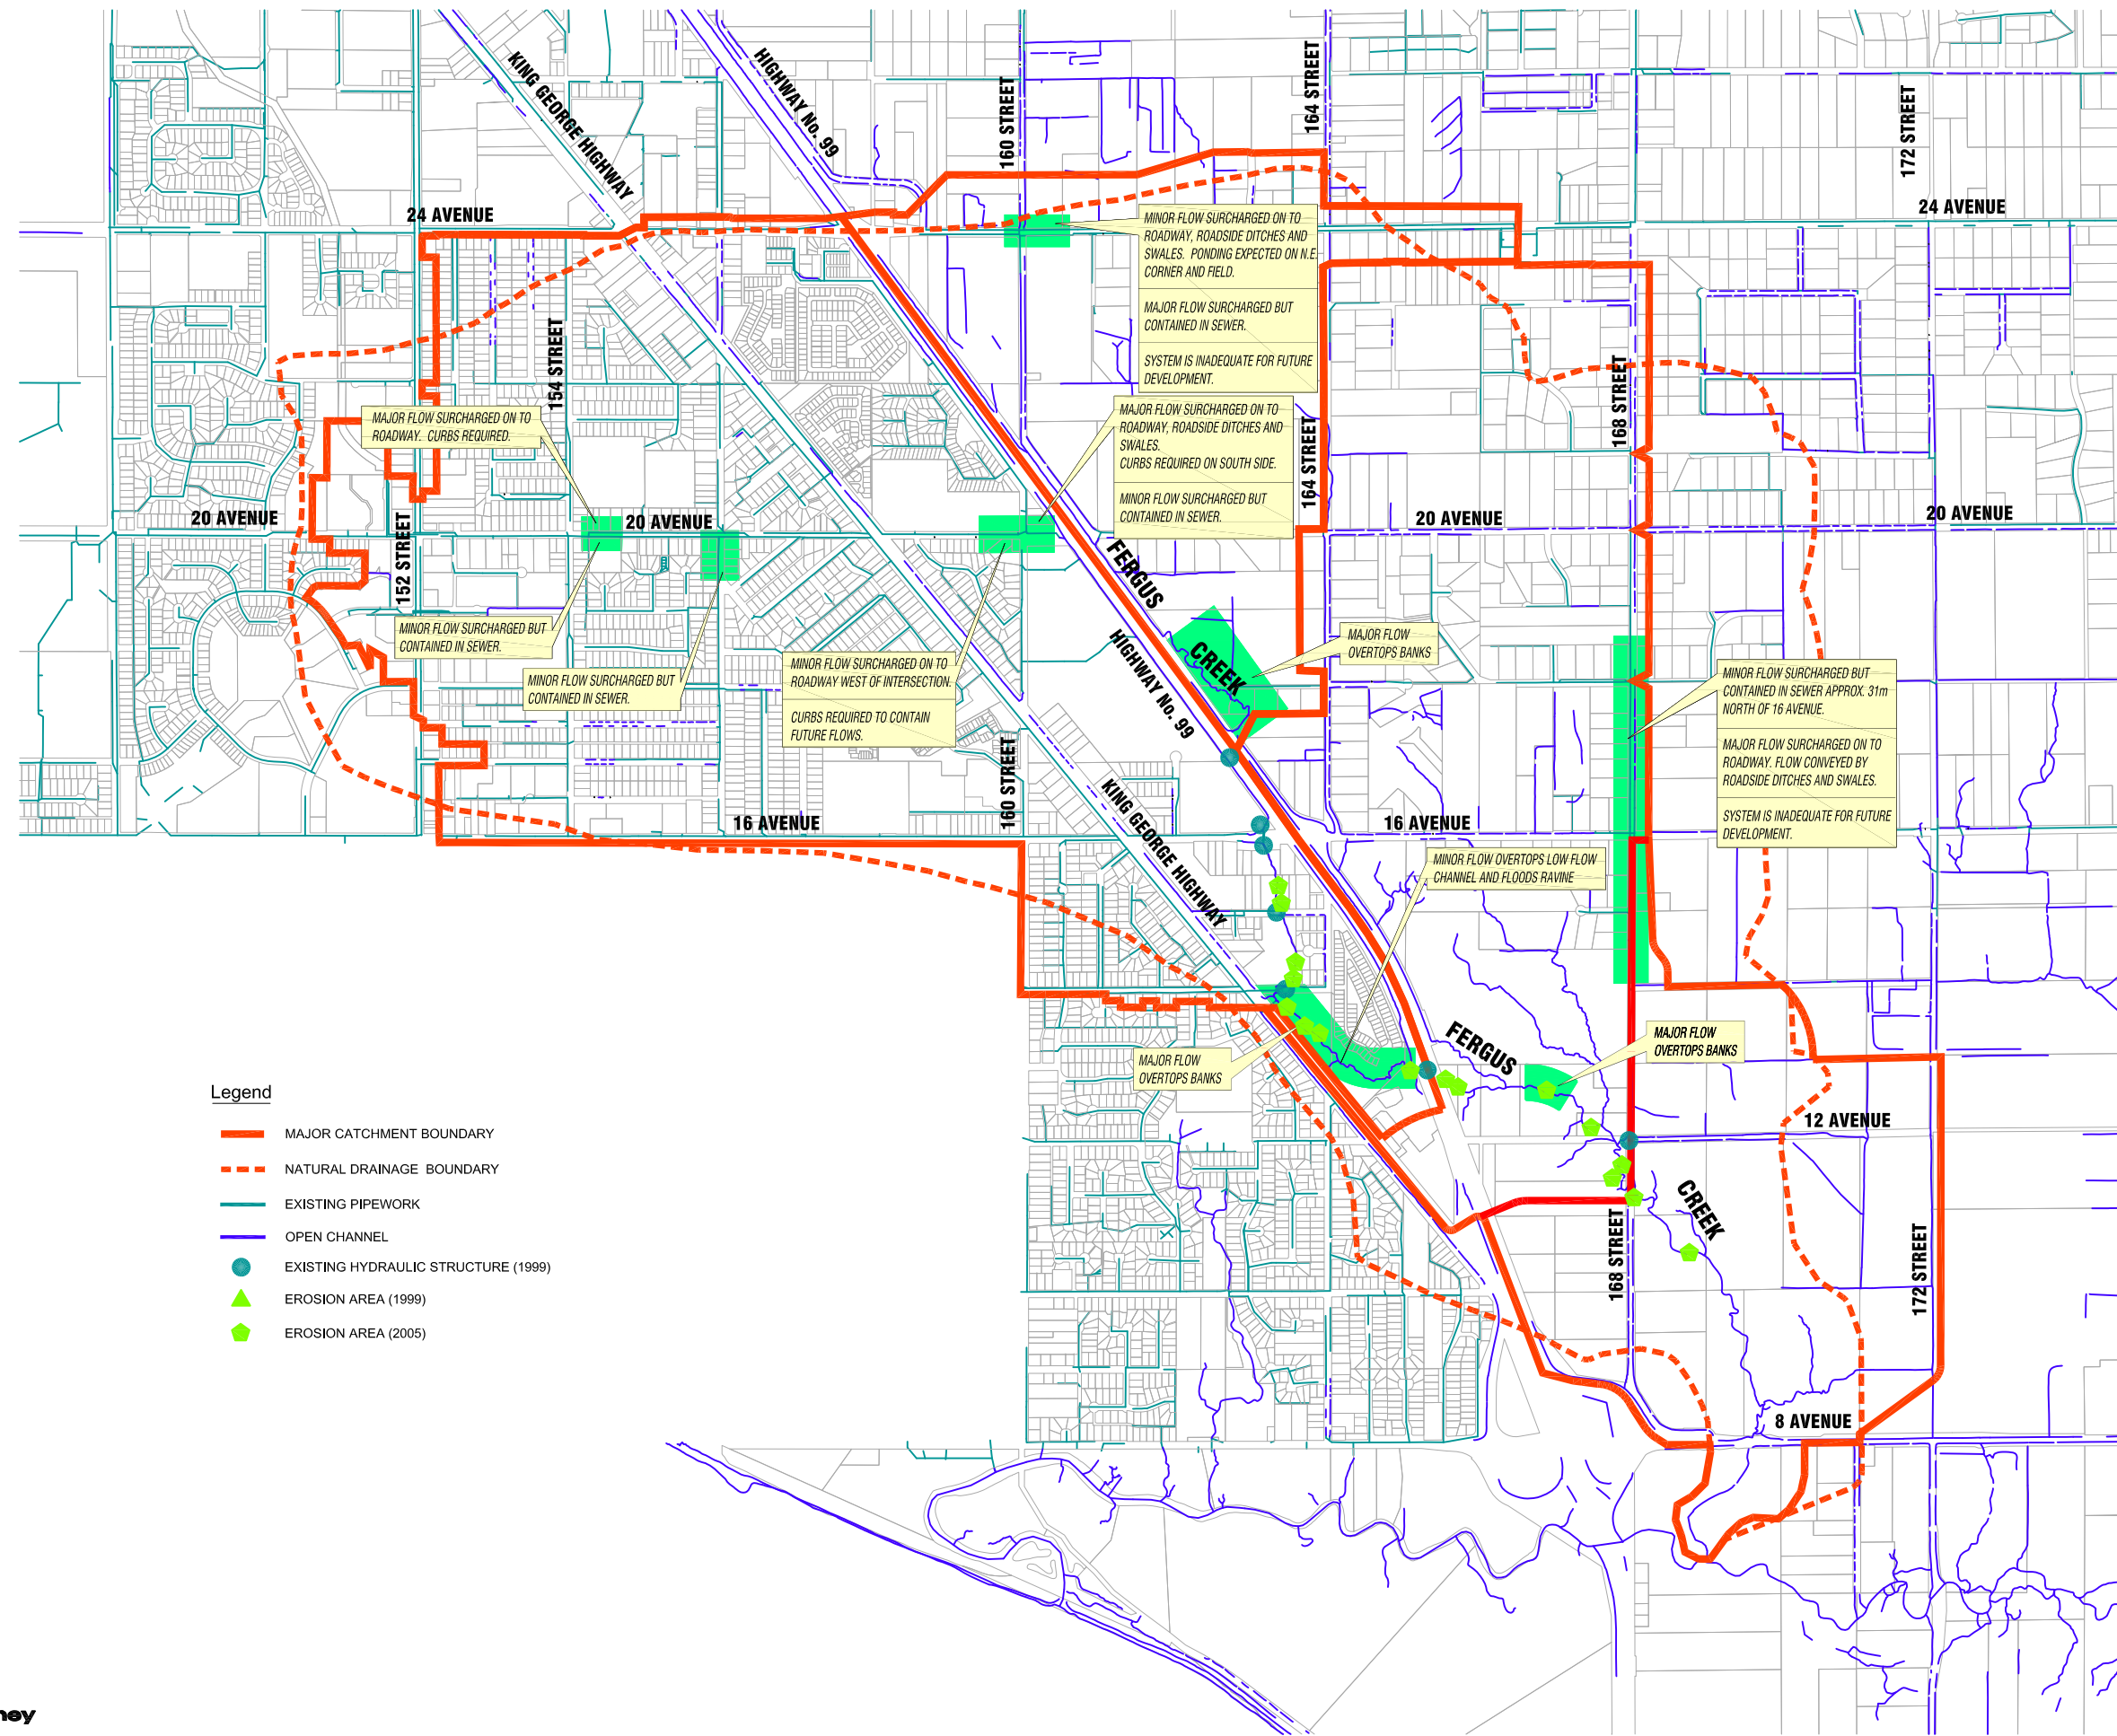 KING GEORGE HIGHWAY
HIGHWAY No. 99
160 STREET
164 STREET
172 STREET
24 AVENUE
24 AVENUE
MINOR FLOW SURCHARGED ON TO
ROADWAY, ROADSIDE DITCHES AND
SWALES. PONDING EXPECTED ON N.E.
CORNER AND FIELD.
MAJOR FLOW SURCHARGED BUT
CONTAINED IN SEWER.
SYSTEM IS INADEQUATE FOR FUTURE
DEVELOPMENT.
154 STREET
168 STREET
MAJOR FLOW SURCHARGED ON TO
ROADWAY. CURBS REQUIRED.
MAJOR FLOW SURCHARGED ON TO
ROADWAY, ROADSIDE DITCHES AND
SWALES.
CURBS REQUIRED ON SOUTH SIDE.
MINOR FLOW SURCHARGED BUT
CONTAINED IN SEWER.
164 STREET
20 AVENUE
20 AVENUE
20 AVENUE
20 AVENUE
152 STREET
FERGUS
CREEK
HIGHWAY No. 99
MINOR FLOW SURCHARGED BUT
CONTAINED IN SEWER.
MINOR FLOW SURCHARGED BUT
CONTAINED IN SEWER.
MINOR FLOW SURCHARGED ON TO
ROADWAY WEST OF INTERSECTION.
CURBS REQUIRED TO CONTAIN
FUTURE FLOWS.
MAJOR FLOW
OVERTOPS BANKS
MINOR FLOW SURCHARGED BUT
CONTAINED IN SEWER APPROX. 31m
NORTH OF 16 AVENUE.
MAJOR FLOW SURCHARGED ON TO
ROADWAY. FLOW CONVEYED BY
ROADSIDE DITCHES AND SWALES.
SYSTEM IS INADEQUATE FOR FUTURE
DEVELOPMENT.
160 STREET
KING GEORGE HIGHWAY
16 AVENUE
16 AVENUE
MINOR FLOW OVERTOPS LOW FLOW
CHANNEL AND FLOODS RAVINE
MAJOR FLOW
OVERTOPS BANKS
FERGUS
MAJOR FLOW
OVERTOPS BANKS
12 AVENUE
CREEK
168 STREET
172 STREET
8 AVENUE
Legend
MAJOR CATCHMENT BOUNDARY
NATURAL DRAINAGE BOUNDARY
EXISTING PIPEWORK
OPEN CHANNEL
EXISTING HYDRAULIC STRUCTURE (1999)
EROSION AREA (1999)
EROSION AREA (2005)